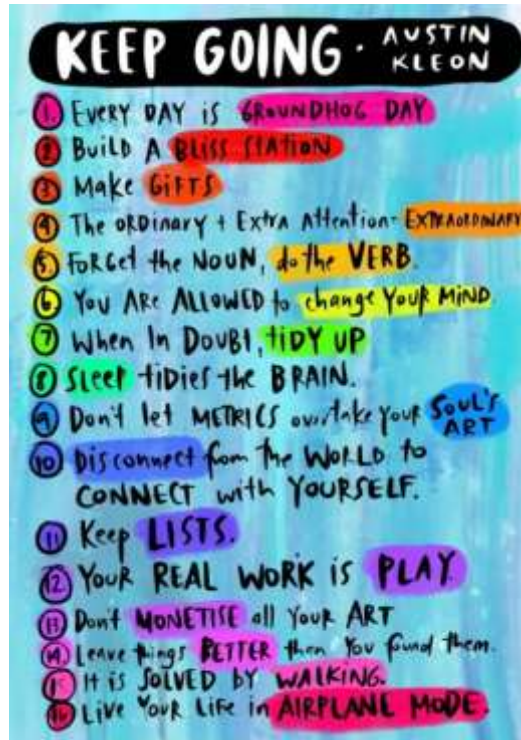 KEEP GOING · AUSTIN KLEON
1. EVERY DAY is GROUNDHOG DAY
2. BUILD A BLISS STATION
3. Make GiFTS
4. The ORDinary + Extra Attention = EXTRAORDINARY
5. FORGET the NOUN, do the VERB.
6. YOU ARE ALLOWED to change YOUR MIND
7 When In DOUBT, tiDY UP
8 SLeep tiDies the BRAIN.
9. Don't let METRICS overtake your SOUL'S ART
10 Disconnect from the WORLD to
CONNECT with YOURSELF.
11 Keep LISTS.
12. YOUR REAL WORK is PLAY
13 Don't MONETISE all YOUR ART
14. Leave things BETTER then You found them.
15. IT is SOLVED BY WALKING.
16. LIVE YOUR LIFE in AIRPLANE MODE.